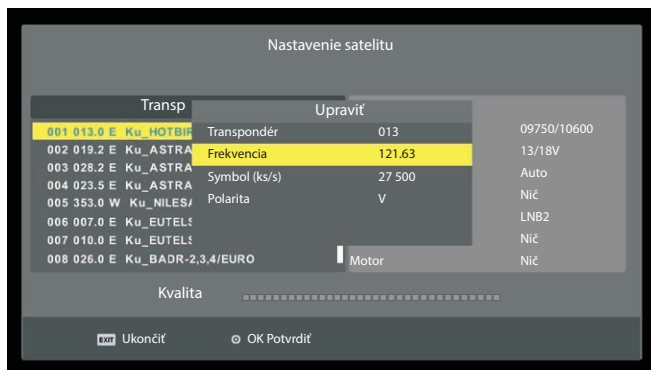 Nastavenie satelitu
Transp
Upraviť
001 013.0 E Ku_HOTBIR
002 019.2 E Ku_ASTRA
003 028.2 E Ku_ASTRA
004 023.5 E Ku_ASTRA
005 353.0 W Ku_NILESA
006 007.0 E Ku_EUTELS
007 010.0 E Ku_EUTELS
008 026.0 E Ku_BADR-2,3,4/EURO
Transpondér 013
Frekvencia 121.63
Symbol (ks/s) 27 500
Polarita V
09750/10600
13/18V
Auto
Nič
LNB2
Nič
Motor Nič
Kvalita
EXIT Ukončiť OK Potvrdiť